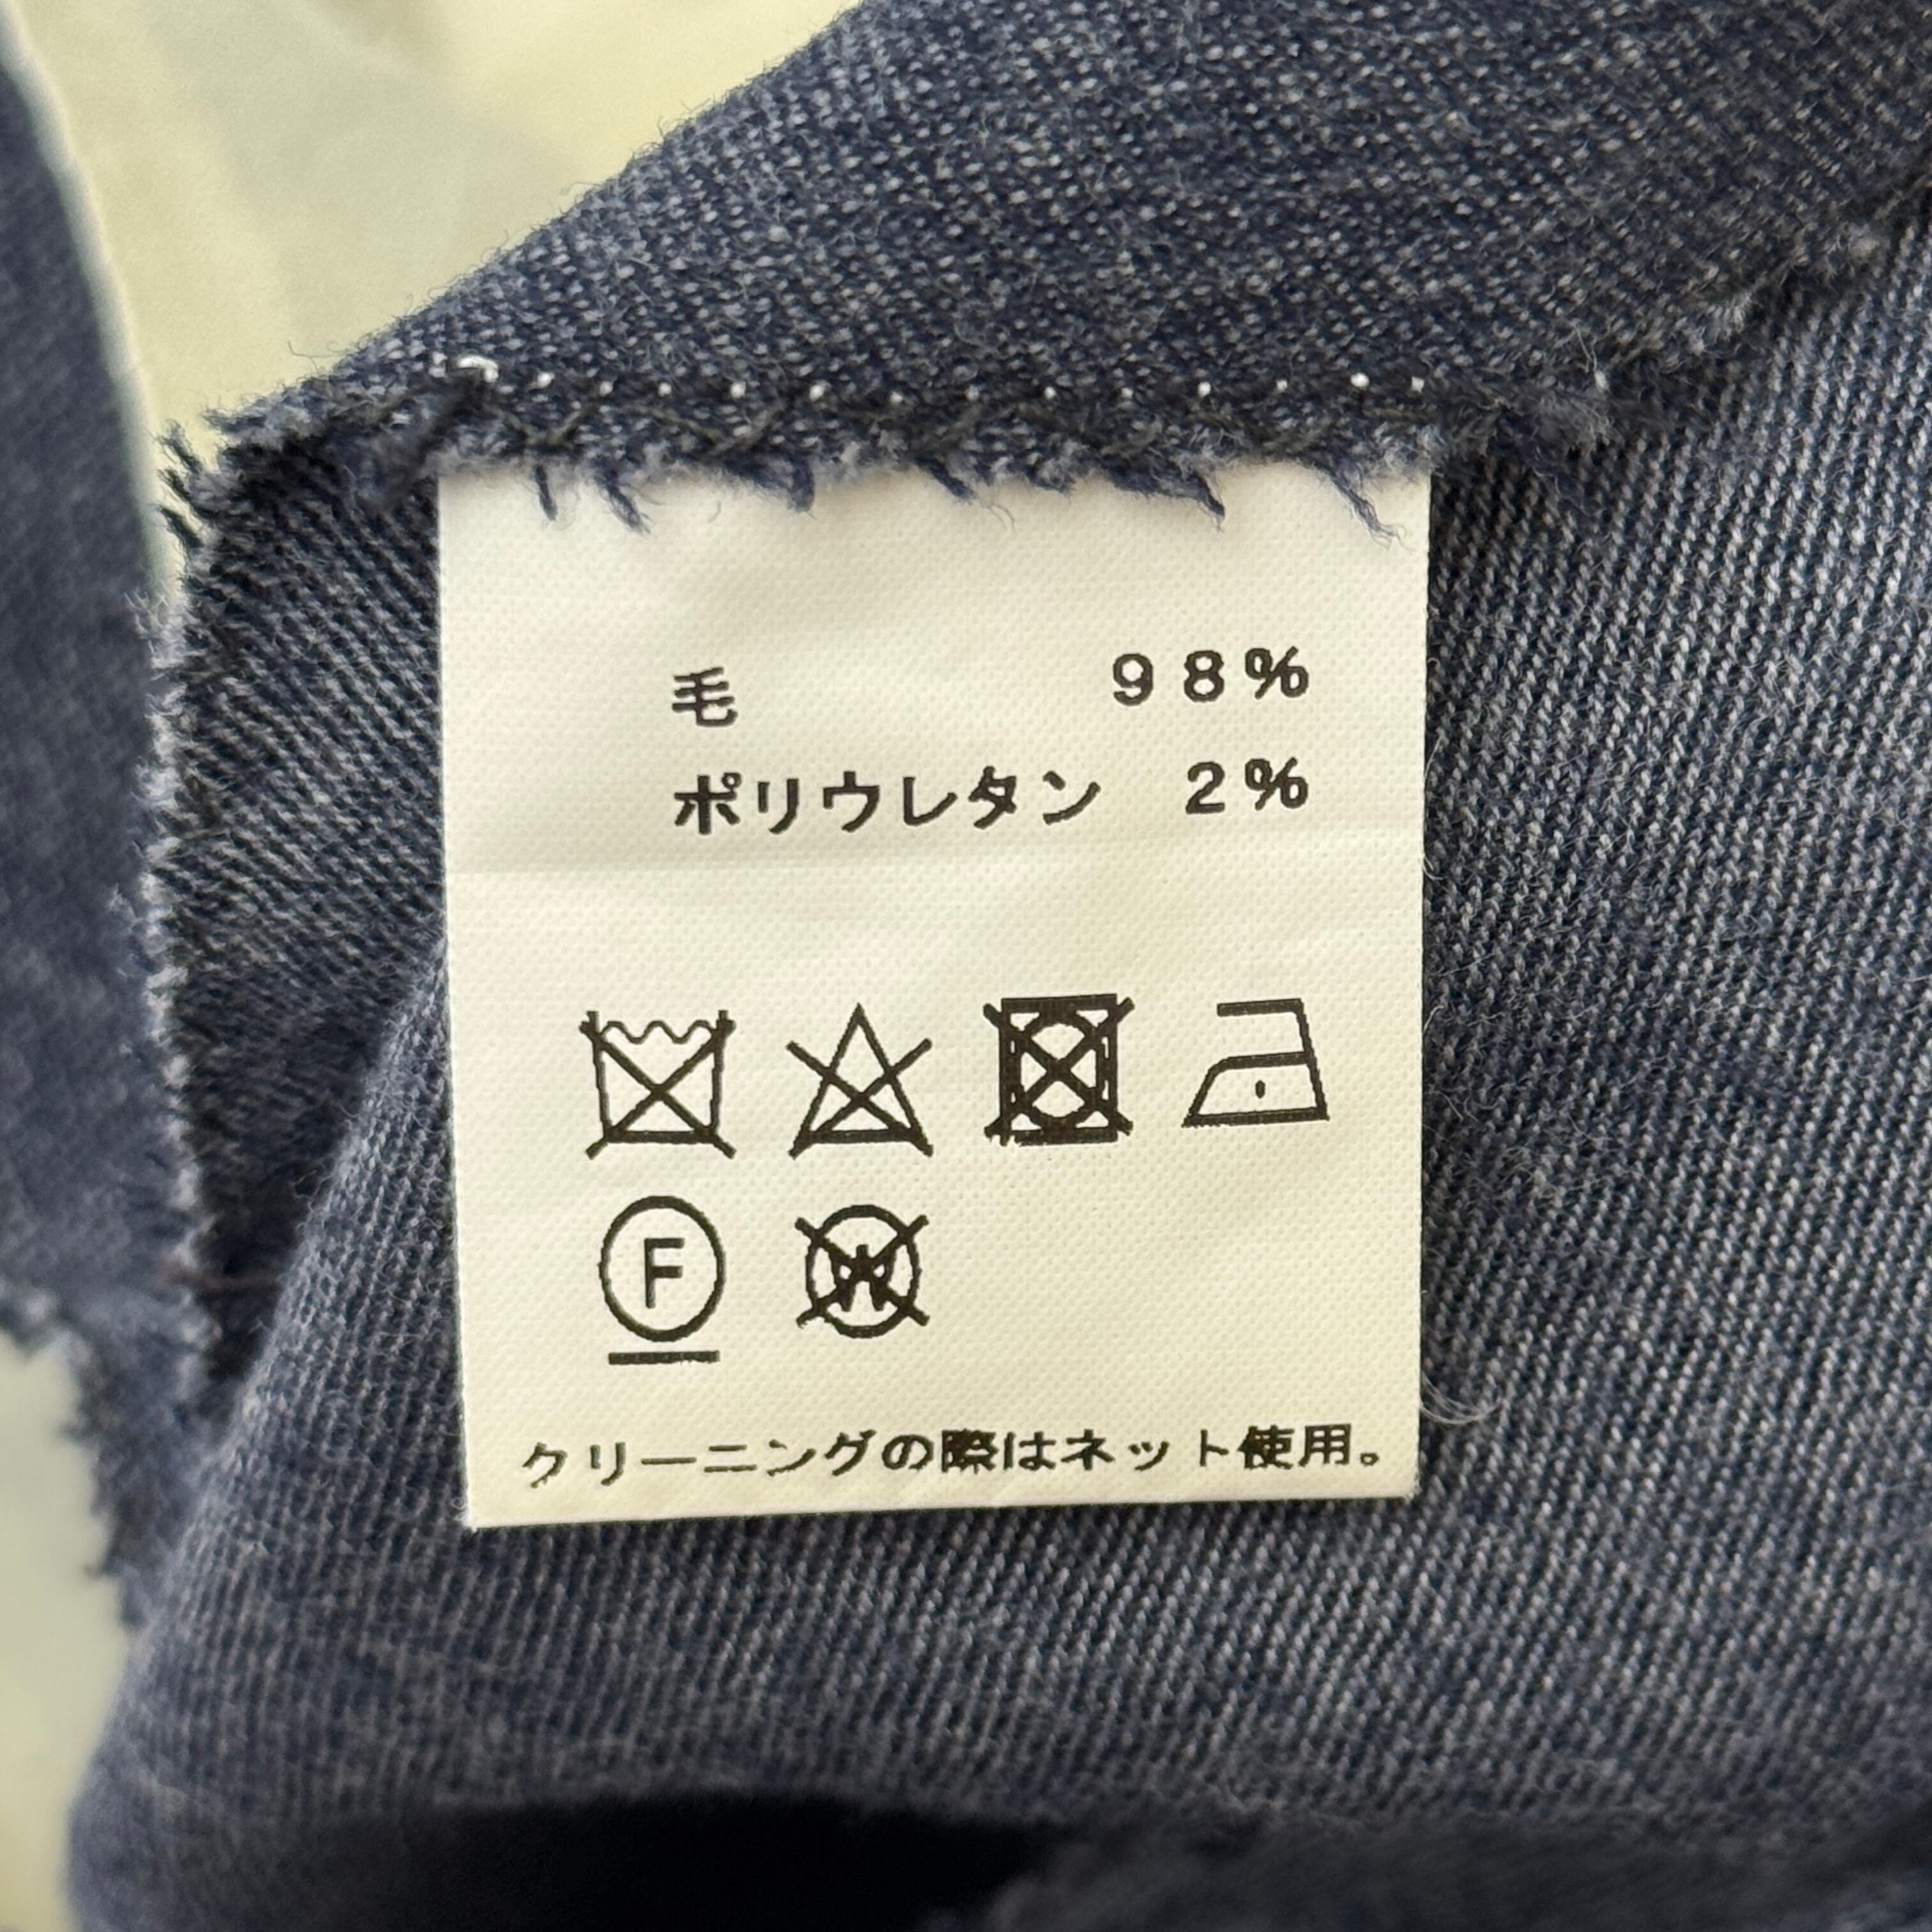 毛 98%
ポリウレタン 2%
F
W
クリーニングの際はネット使用。